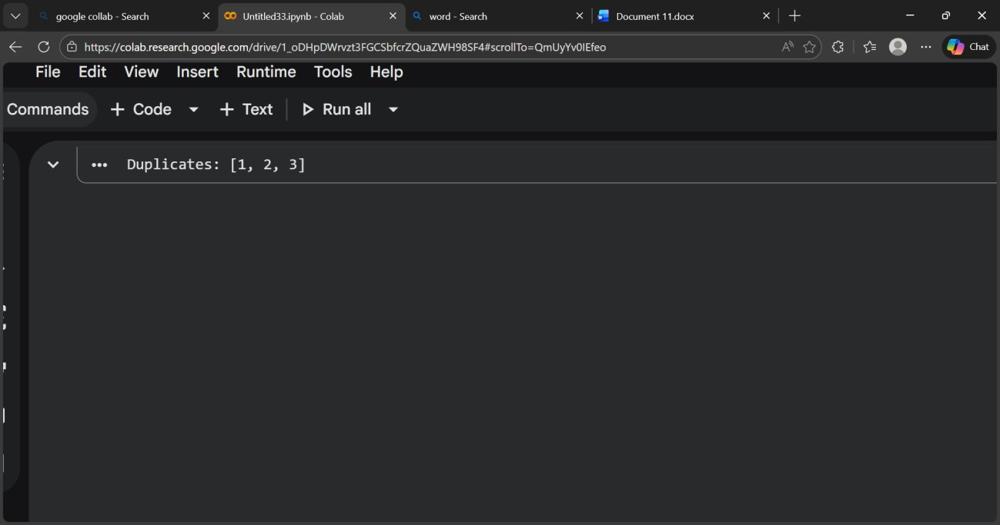 google collab - Search
Untitled33.ipynb - Colab
word - Search
Document 11.docx
https://colab.research.google.com/drive/1_oDHpDWrvzt3FGCSbfcrZQuaZWH98SF4#scrollTo=QmUyYv0IEfeo
Chat
File Edit View Insert Runtime Tools Help
Commands + Code + Text Run all
Duplicates: [1, 2, 3]